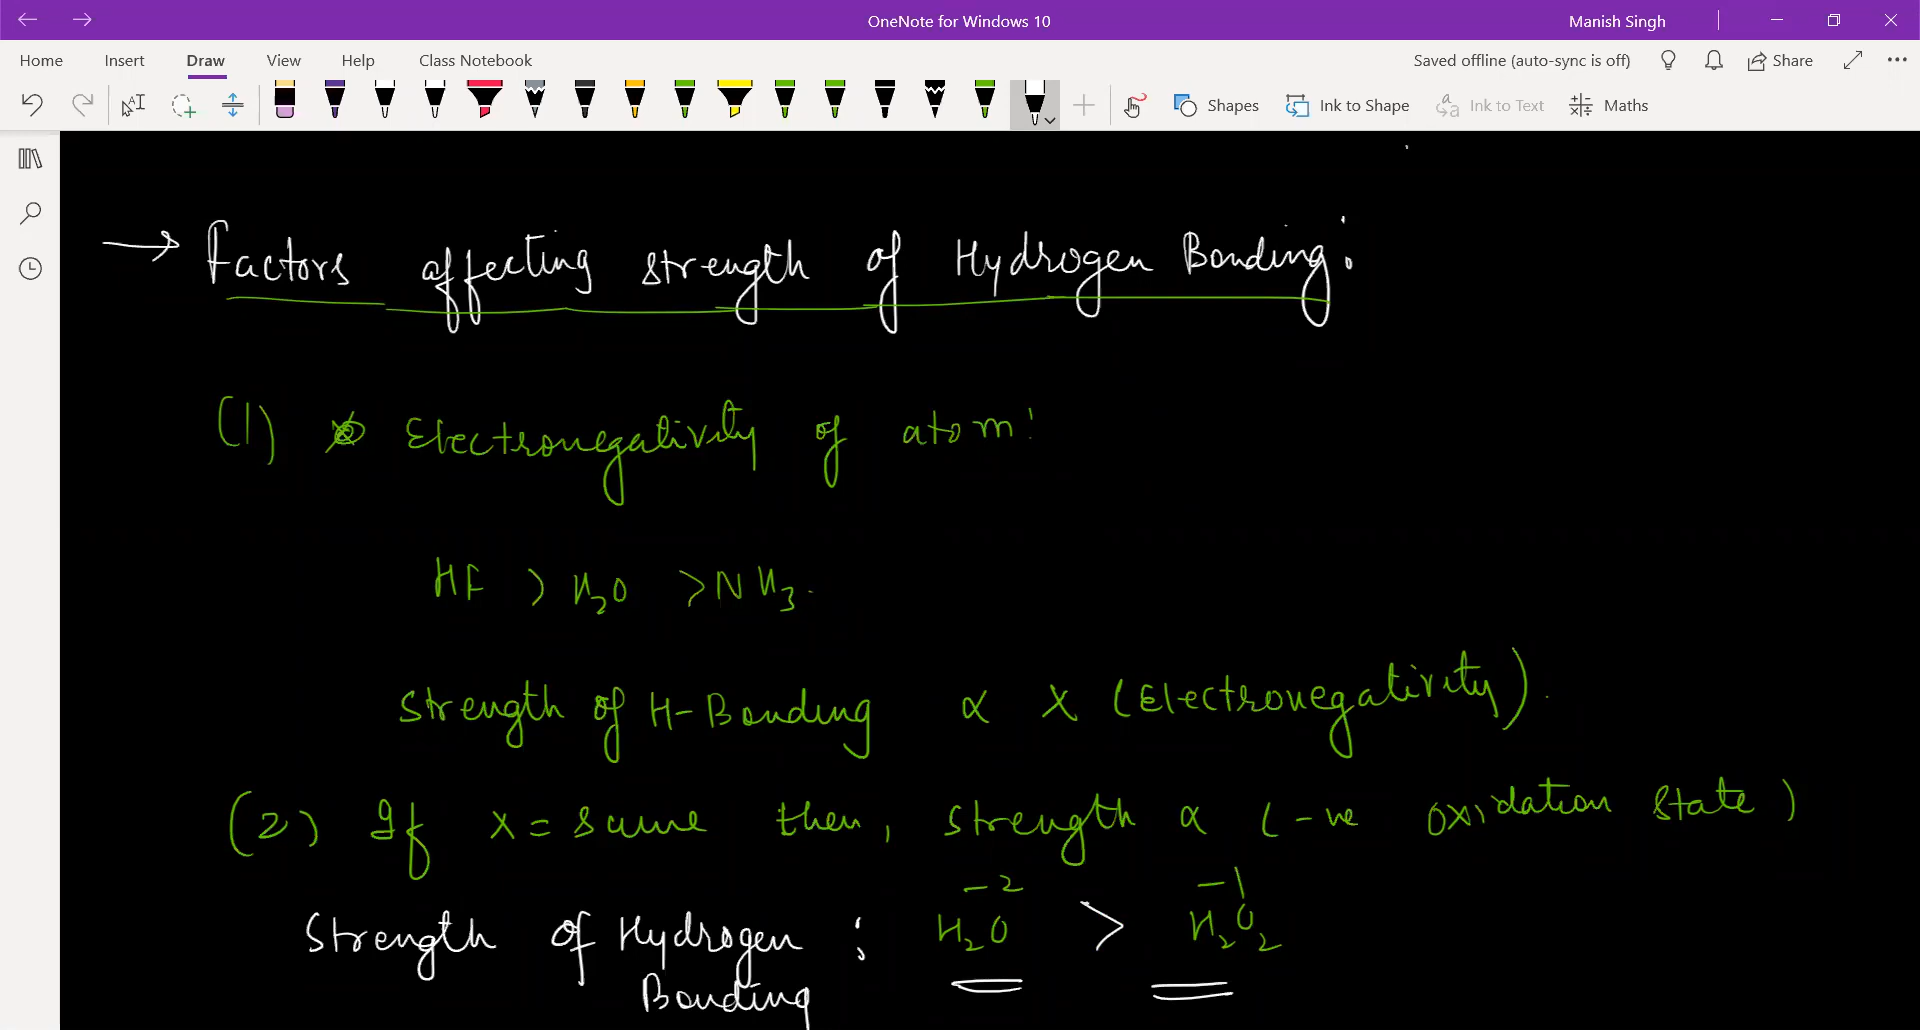 OneNote for Windows 10
Manish Singh
Home Insert Draw View Help Class Notebook
Saved offline (auto-sync is off) Share
Shapes Ink to Shape Ink to Text Maths
→ Factors affecting strength of Hydrogen Bonding:
(1) Electronegativity of atom:
HF > H₂O > NH₃.
Strength of H-Bonding ∝ X (Electronegativity).
(2) If X = same then, strength ∝ (-ve oxidation state)
-2 -1
Strength of Hydrogen : H₂O > H₂O₂
Bonding